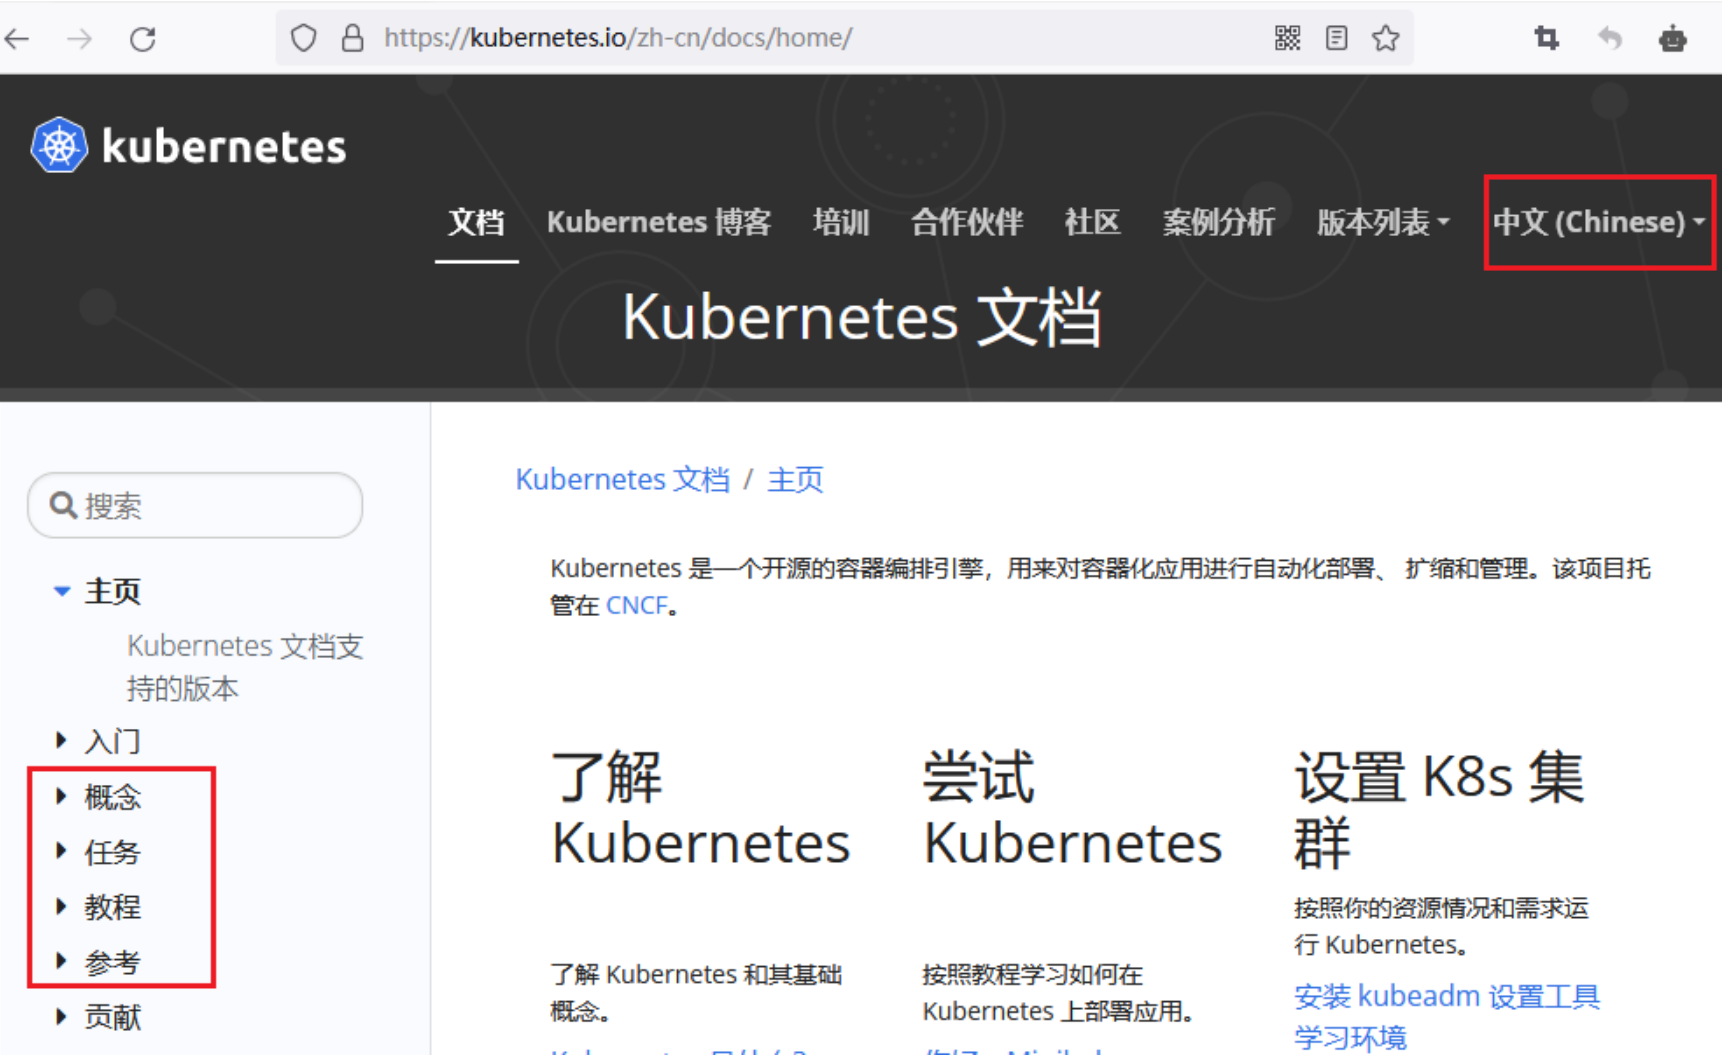 https://kubernetes.io/zh-cn/docs/home/
kubernetes
文档 Kubernetes 博客 培训 合作伙伴 社区 案例分析 版本列表 中文 (Chinese)
Kubernetes 文档
搜索
主页
Kubernetes 文档支
持的版本
入门
概念
任务
教程
参考
贡献
Kubernetes 文档 / 主页
Kubernetes 是一个开源的容器编排引擎，用来对容器化应用进行自动化部署、 扩缩和管理。该项目托
管在 CNCF。
了解
Kubernetes
了解 Kubernetes 和其基础
概念。
尝试
Kubernetes
按照教程学习如何在
Kubernetes 上部署应用。
设置 K8s 集
群
按照你的资源情况和需求运
行 Kubernetes。
安装 kubeadm 设置工具
学习环境